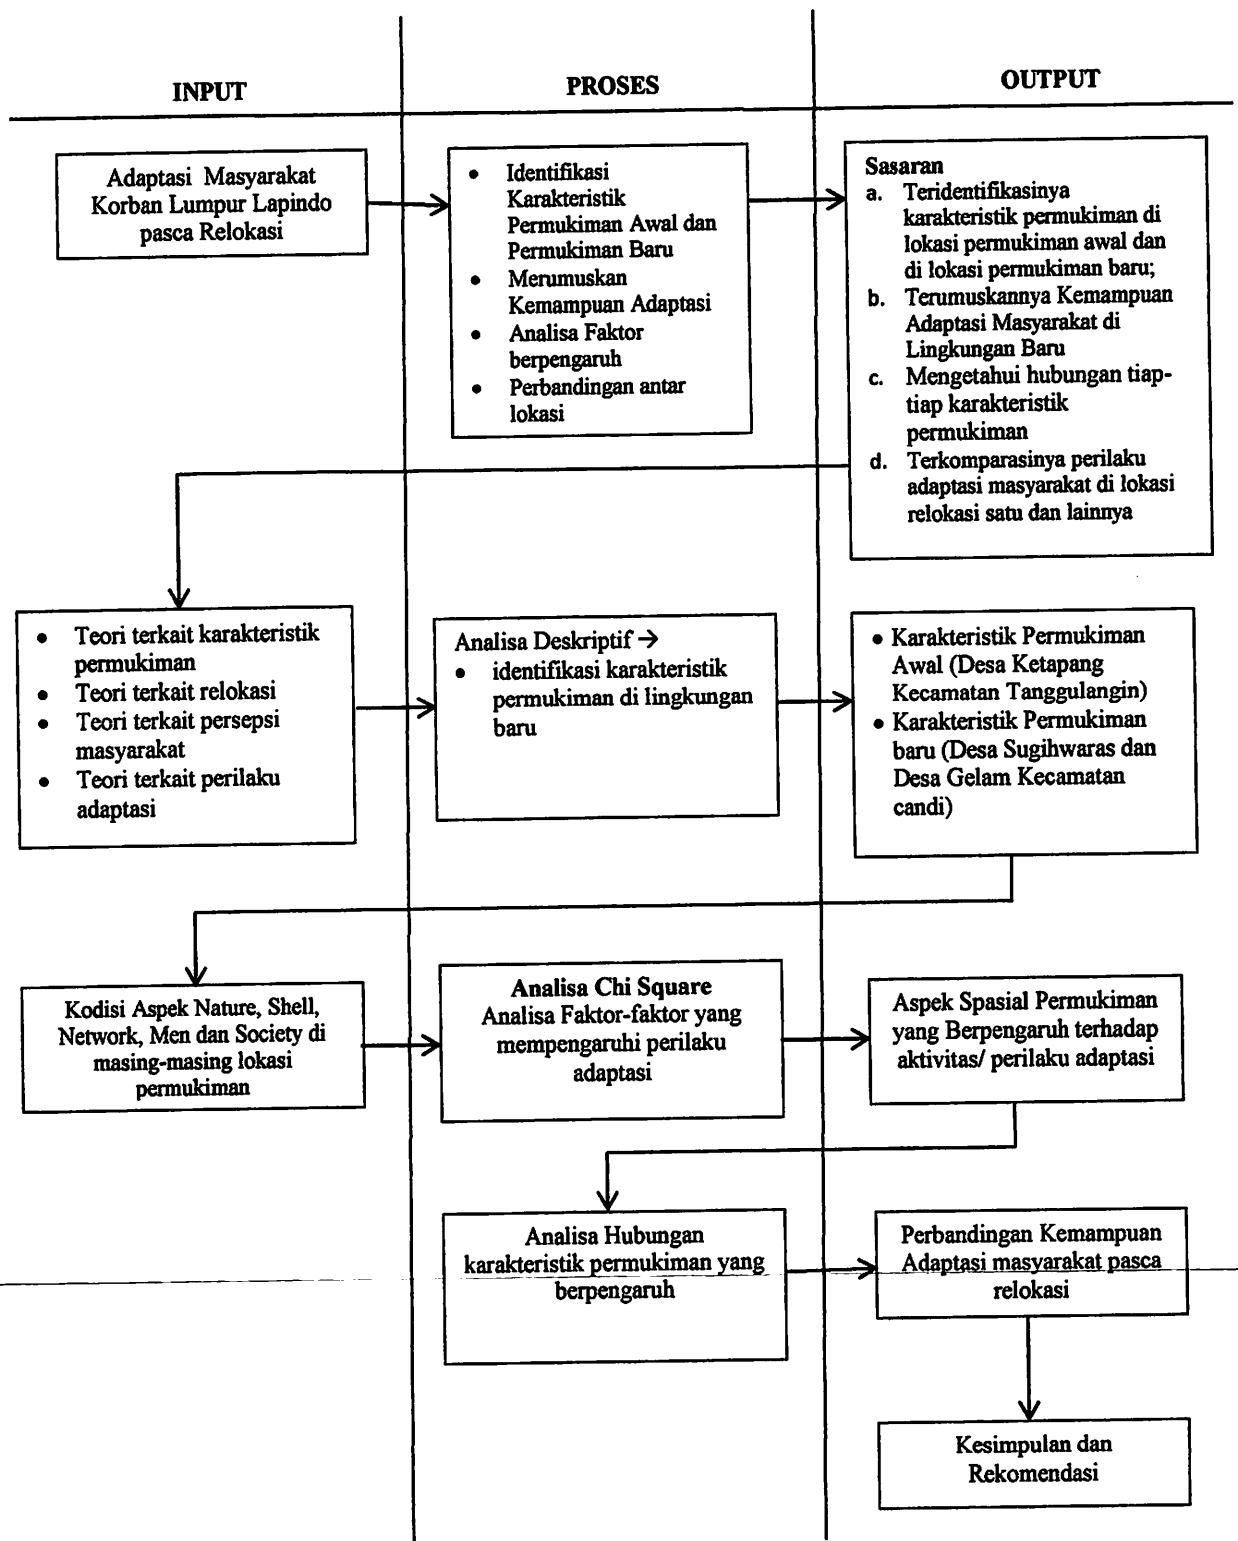 INPUT
PROSES
OUTPUT
Adaptasi Masyarakat
Korban Lumpur Lapindo
pasca Relokasi
• Identifikasi
Karakteristik
Permukiman Awal dan
Permukiman Baru
• Merumuskan
Kemampuan Adaptasi
• Analisa Faktor
berpengaruh
• Perbandingan antar
lokasi
Sasaran
a. Teridentifikasinya
karakteristik permukiman di
lokasi permukiman awal dan
di lokasi permukiman baru;
b. Terumuskannya Kemampuan
Adaptasi Masyarakat di
Lingkungan Baru
c. Mengetahui hubungan tiap-
tiap karakteristik
permukiman
d. Terkomparasinya perilaku
adaptasi masyarakat di lokasi
relokasi satu dan lainnya
• Teori terkait karakteristik
permukiman
• Teori terkait relokasi
• Teori terkait persepsi
masyarakat
• Teori terkait perilaku
adaptasi
Analisa Deskriptif →
• identifikasi karakteristik
permukiman di lingkungan
baru
• Karakteristik Permukiman
Awal (Desa Ketapang
Kecamatan Tanggulangin)
• Karakteristik Permukiman
baru (Desa Sugihwaras dan
Desa Gelam Kecamatan
candi)
Kodisi Aspek Nature, Shell,
Network, Men dan Society di
masing-masing lokasi
permukiman
Analisa Chi Square
Analisa Faktor-faktor yang
mempengaruhi perilaku
adaptasi
Aspek Spasial Permukiman
yang Berpengaruh terhadap
aktivitas/ perilaku adaptasi
Analisa Hubungan
karakteristik permukiman yang
berpengaruh
Perbandingan Kemampuan
Adaptasi masyarakat pasca
relokasi
Kesimpulan dan
Rekomendasi